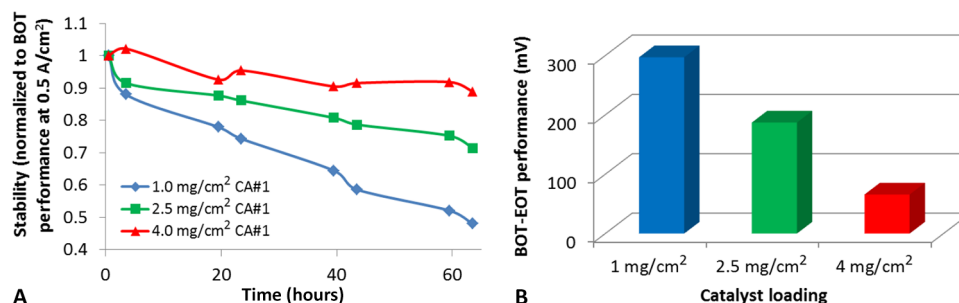 Stability (normalized to BOT
performance at 0.5 A/cm²)
1.1
1
0.9
0.8
0.7
0.6
0.5
0.4
1.0 mg/cm² CA#1
2.5 mg/cm² CA#1
4.0 mg/cm² CA#1
0 20 40 60
Time (hours)
A
BOT-EOT performance (mV)
300
200
100
0
1 mg/cm² 2.5 mg/cm² 4 mg/cm²
Catalyst loading
B